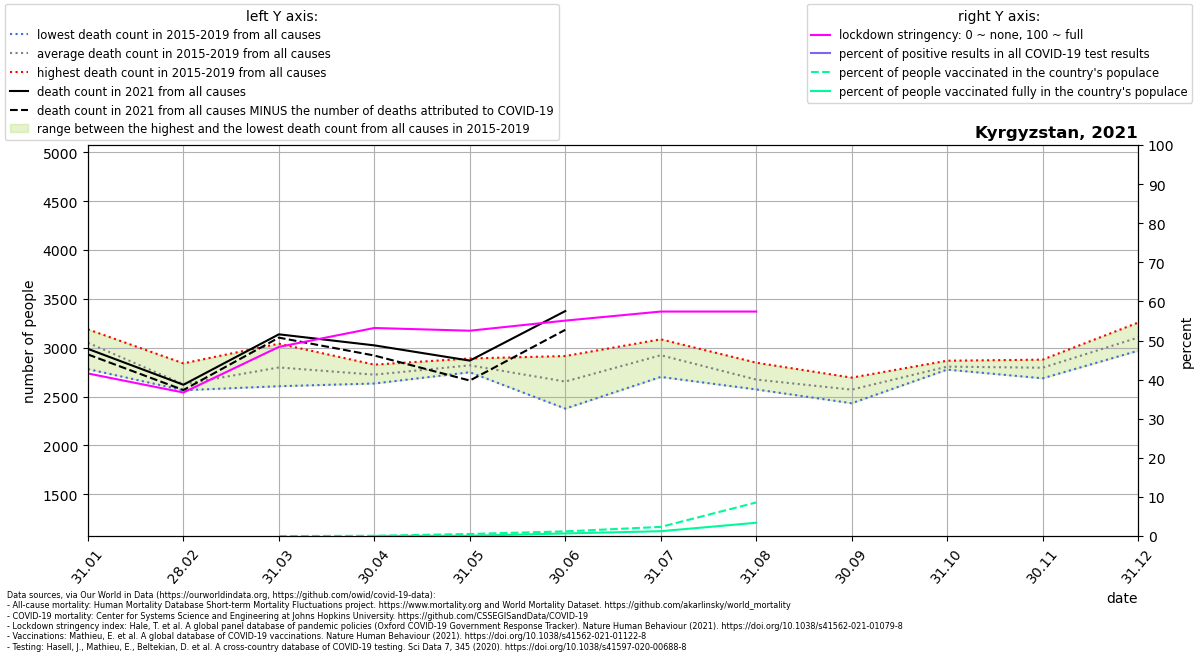 left Y axis:
lowest death count in 2015-2019 from all causes
average death count in 2015-2019 from all causes
highest death count in 2015-2019 from all causes
death count in 2021 from all causes
death count in 2021 from all causes MINUS the number of deaths attributed to COVID-19
range between the highest and the lowest death count from all causes in 2015-2019
right Y axis:
lockdown stringency: 0 ~ none, 100 ~ full
percent of positive results in all COVID-19 test results
percent of people vaccinated in the country's populace
percent of people vaccinated fully in the country's populace
Kyrgyzstan, 2021
5000
4500
4000
3500
3000
2500
2000
1500
number of people
100
90
80
70
60
50
40
30
20
10
0
percent
31.01
28.02
31.03
30.04
31.05
30.06
31.07
31.08
30.09
31.10
30.11
31.12
date
Data sources, via Our World in Data (https://ourworldindata.org, https://github.com/owid/covid-19-data):
- All-cause mortality: Human Mortality Database Short-term Mortality Fluctuations project. https://www.mortality.org and World Mortality Dataset. https://github.com/akarlinsky/world_mortality
- COVID-19 mortality: Center for Systems Science and Engineering at Johns Hopkins University. https://github.com/CSSEGISandData/COVID-19
- Lockdown stringency index: Hale, T. et al. A global panel database of pandemic policies (Oxford COVID-19 Government Response Tracker). Nature Human Behaviour (2021). https://doi.org/10.1038/s41562-021-01079-8
- Vaccinations: Mathieu, E. et al. A global database of COVID-19 vaccinations. Nature Human Behaviour (2021). https://doi.org/10.1038/s41562-021-01122-8
- Testing: Hasell, J., Mathieu, E., Beltekian, D. et al. A cross-country database of COVID-19 testing. Sci Data 7, 345 (2020). https://doi.org/10.1038/s41597-020-00688-8